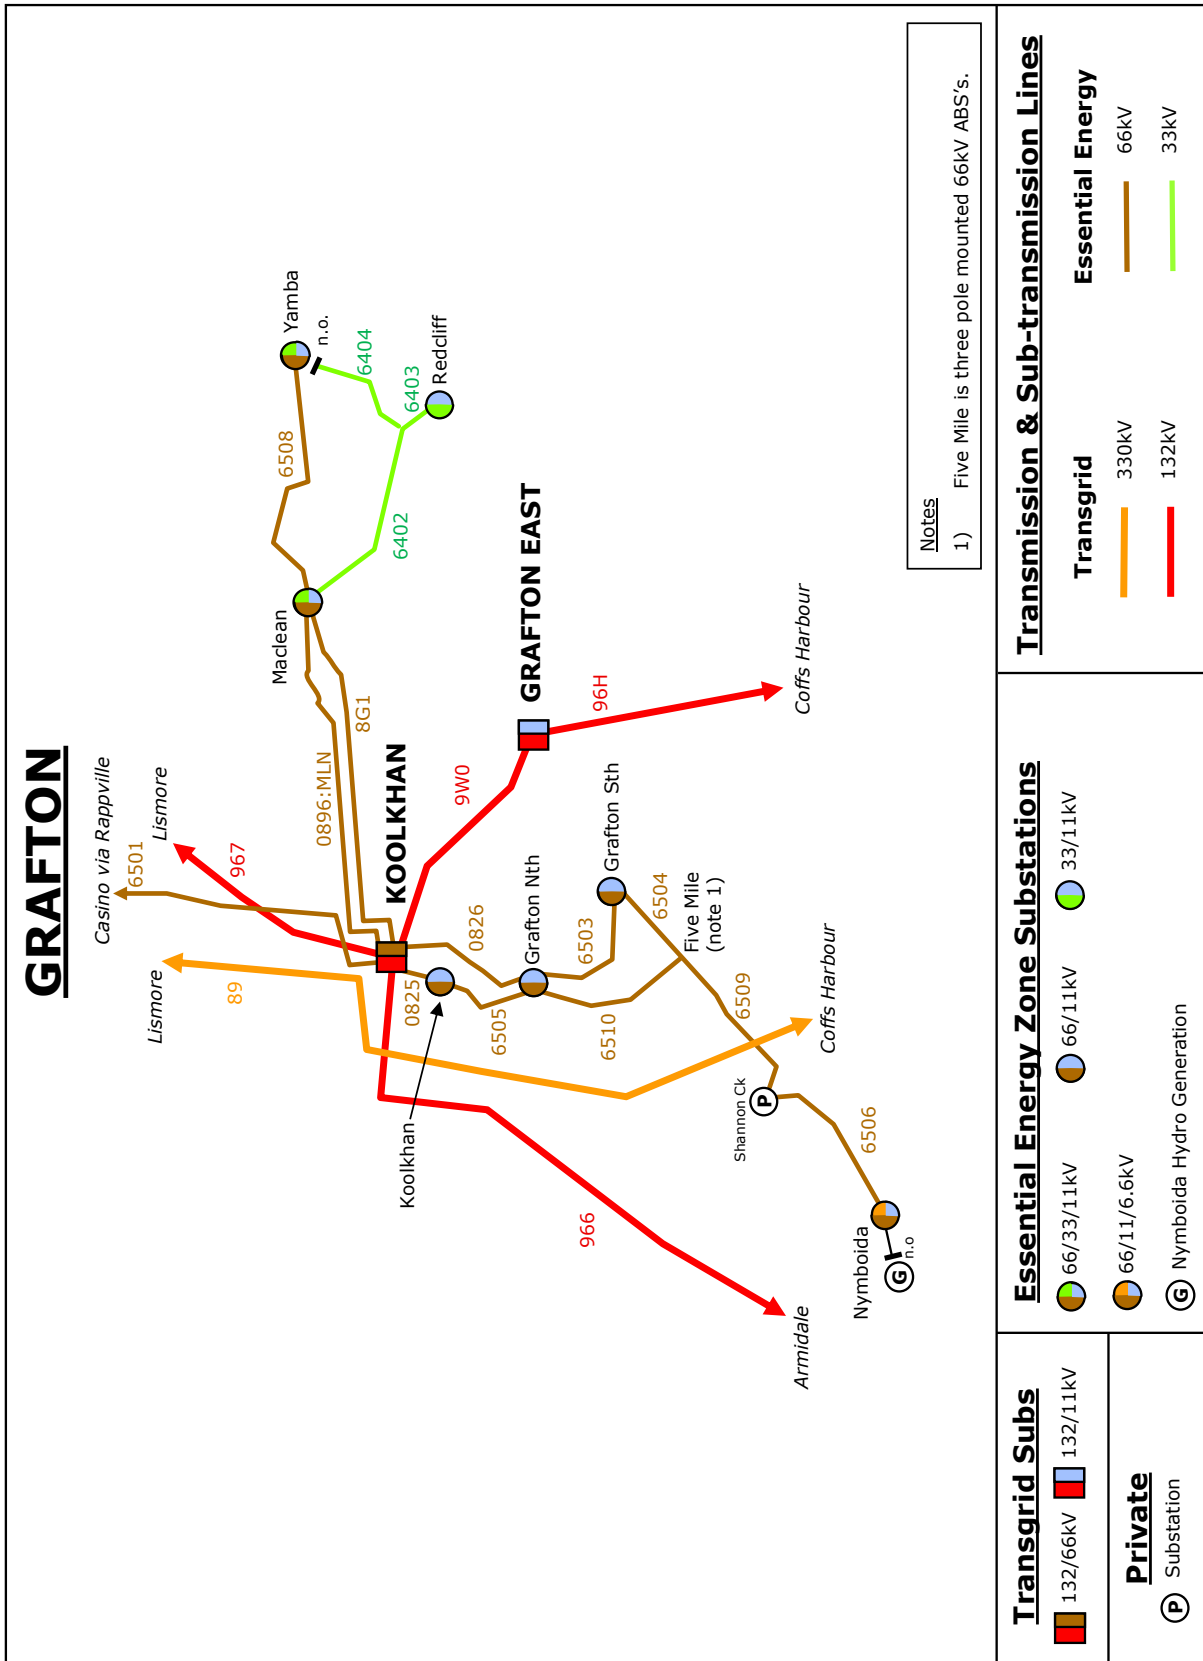 GRAFTON
Casino via Rappville
Lismore
Lismore
6501
967
89
0896:MLN
8G1
Maclean
6508
Yamba
n.o.
6404
6403
Redcliff
6402
KOOLKHAN
9W0
GRAFTON EAST
96H
Coffs Harbour
0825
0826
Koolkhan
6505
Grafton Nth
6503
Grafton Sth
6504
6510
Five Mile
(note 1)
6509
Coffs Harbour
966
Armidale
Shannon Ck
P
6506
Nymboida
G
n.o
Notes
1) Five Mile is three pole mounted 66kV ABS's.
Transgrid Subs
132/66kV
132/11kV
Private
P Substation
Essential Energy Zone Substations
66/33/11kV
66/11kV
33/11kV
66/11/6.6kV
G Nymboida Hydro Generation
Transmission & Sub-transmission Lines
Transgrid
Essential Energy
330kV
66kV
132kV
33kV